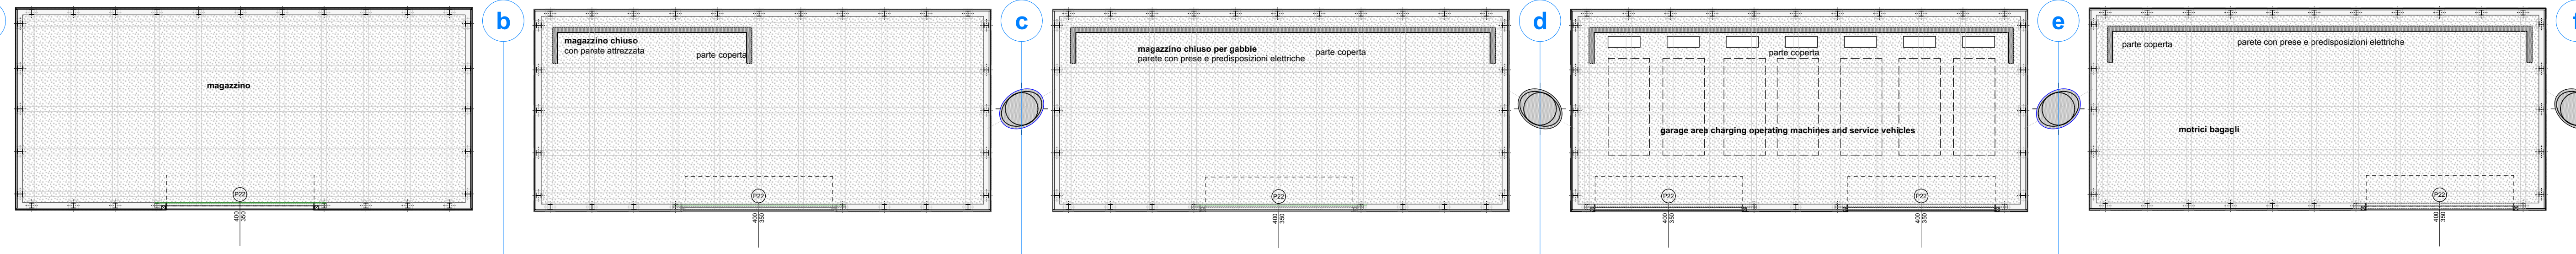 b
c
d
e
magazzino
P22
400
350
magazzino chiuso
con parete attrezzata
parte coperta
P22
400
350
magazzino chiuso per gabbie
parete con prese e predisposizioni elettriche
parte coperta
P22
400
350
parte coperta
garage area charging operating machines and service vehicles
P22
400
350
P22
400
350
parte coperta
parete con prese e predisposizioni elettriche
motrici bagagli
P22
400
350